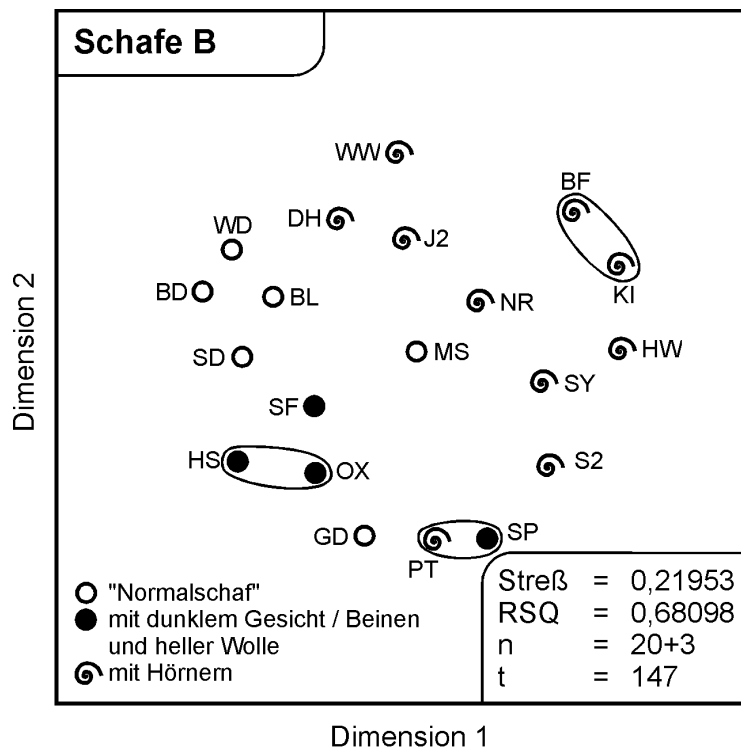 Schafe B
WW
BF
DH
WD
J2
BD
BL
NR
KI
SD
MS
HW
SY
SF
HS
OX
S2
GD
SP
PT
"Normalschaf"
mit dunklem Gesicht / Beinen
und heller Wolle
mit Hörnern
Streß = 0,21953
RSQ = 0,68098
n = 20+3
t = 147
Dimension 2
Dimension 1